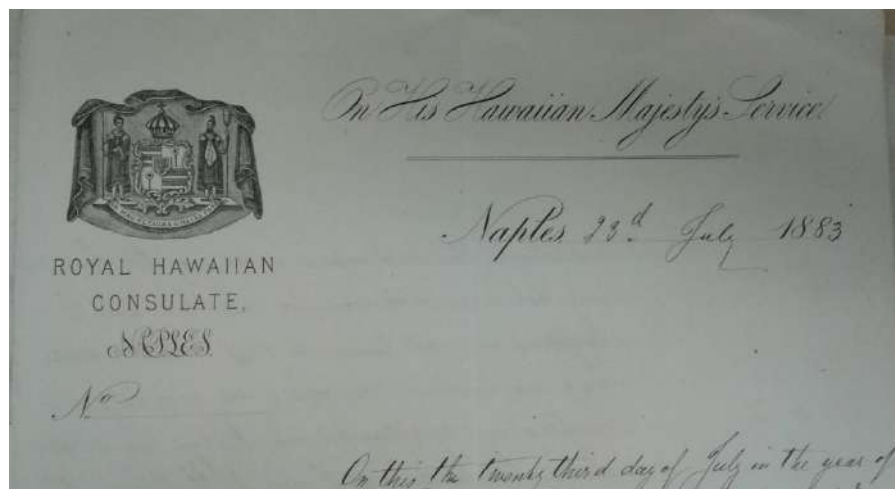 On His Hawaiian Majesty's Service
Naples 23d July 1883
ROYAL HAWAIIAN
CONSULATE,
NAPLES
No
On this the twenty third day of July in the year of